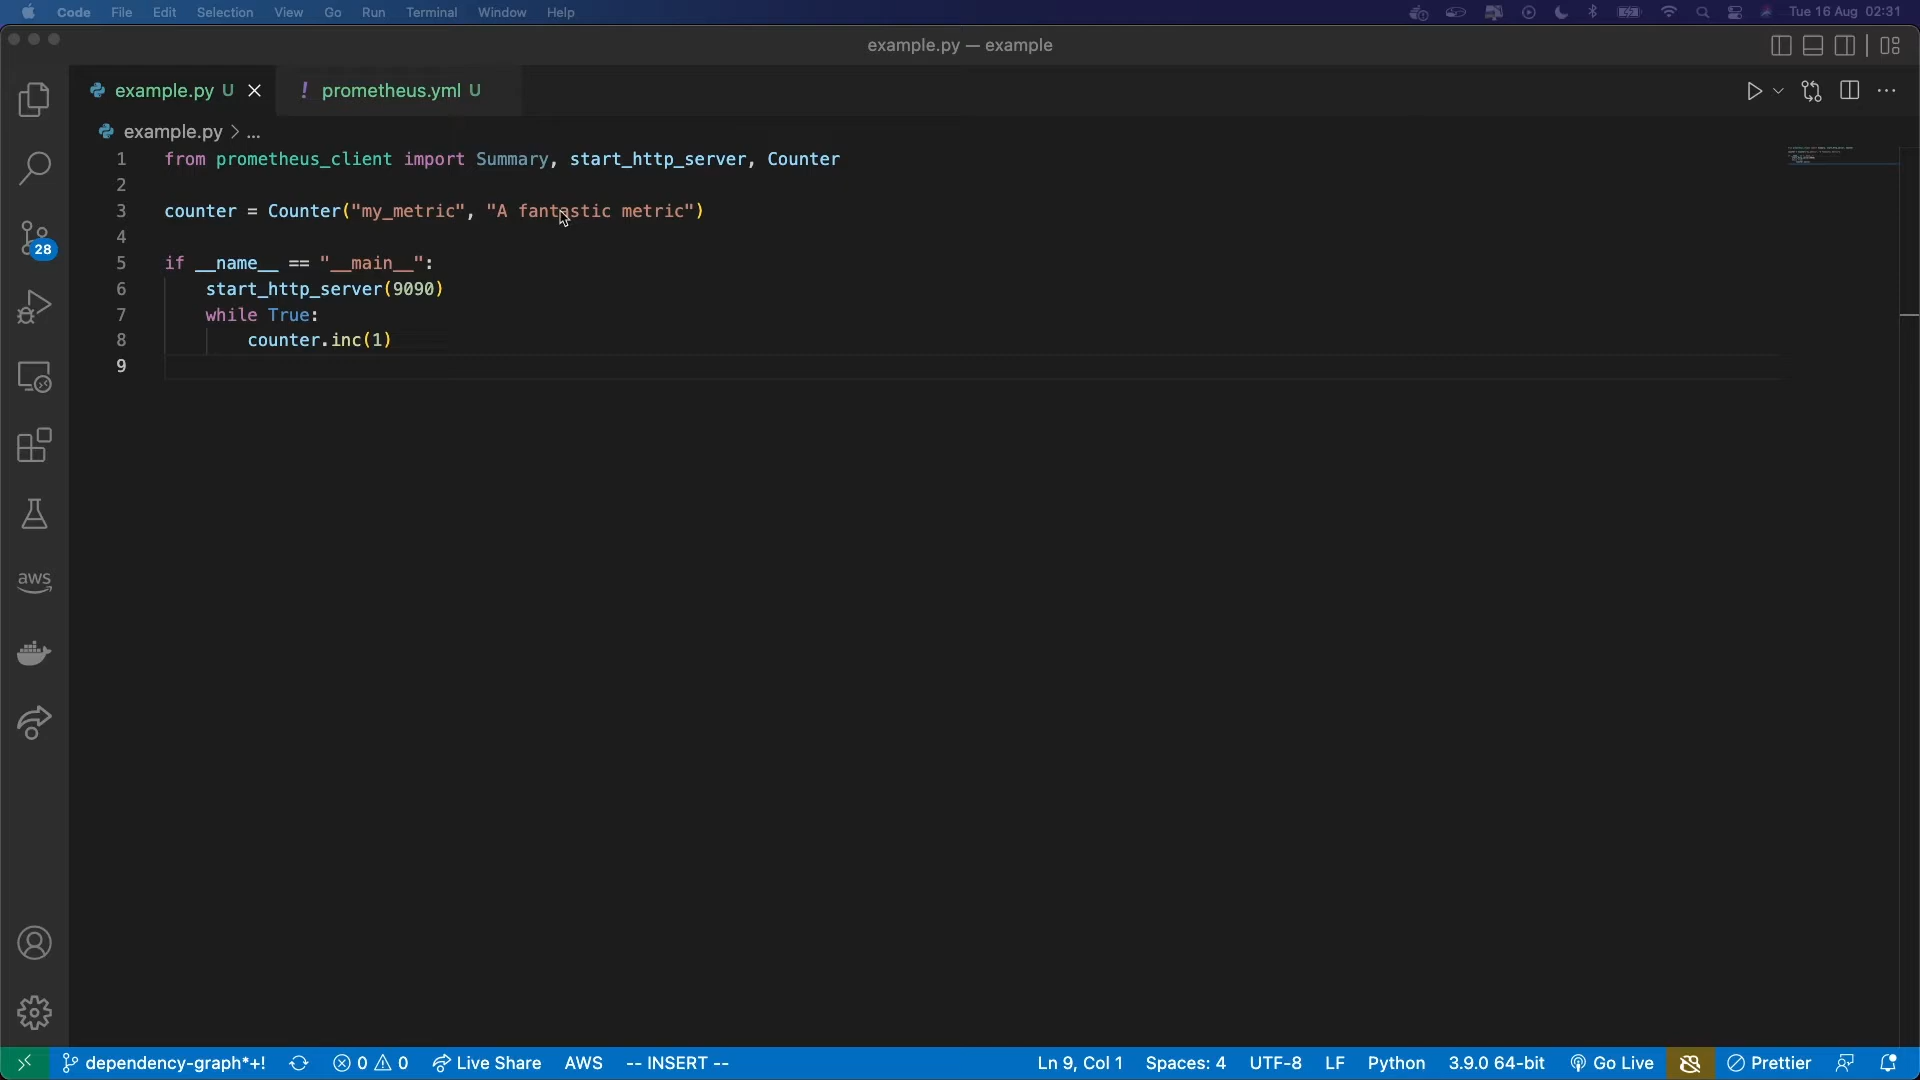 Code File Edit Selection View Go Run Terminal Window Help Tue 16 Aug 02:31
example.py — example
example.py U prometheus.yml U
example.py > ...
1 from prometheus_client import Summary, start_http_server, Counter
2
3 counter = Counter("my_metric", "A fantastic metric")
4
5 if __name__ == "__main__":
6 start_http_server(9090)
7 while True:
8 counter.inc(1)
9
28
aws
dependency-graph*+! 0 0 Live Share AWS -- INSERT -- Ln 9, Col 1 Spaces: 4 UTF-8 LF Python 3.9.0 64-bit Go Live Prettier